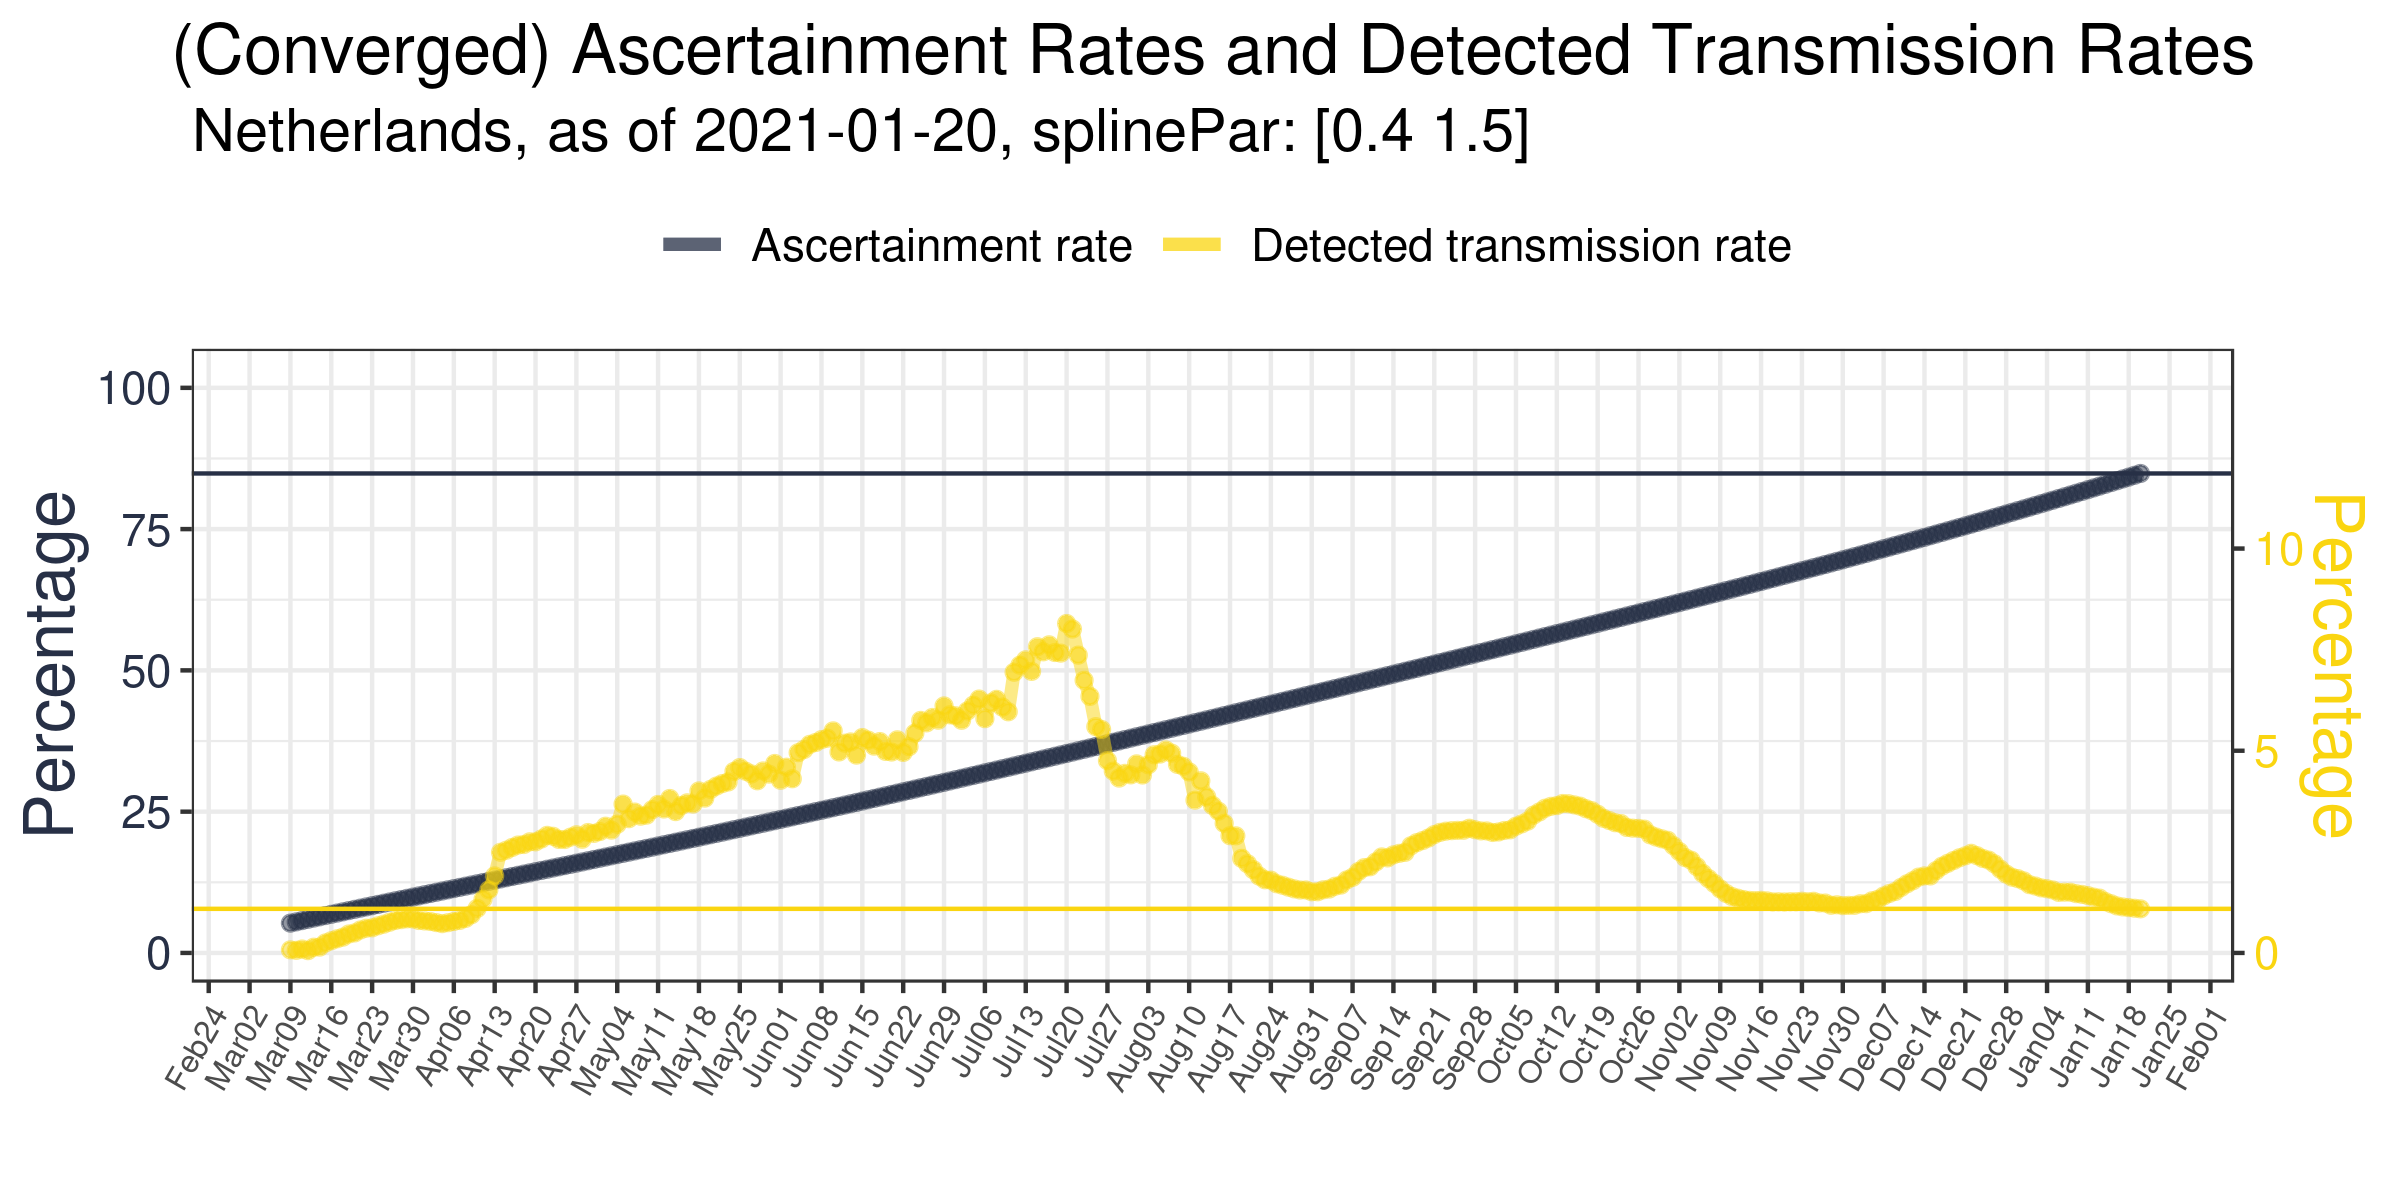 (Converged) Ascertainment Rates and Detected Transmission Rates
Netherlands, as of 2021-01-20, splinePar: [0.4 1.5]
Ascertainment rate
Detected transmission rate
Percentage
100
75
50
25
0
10
5
0
Percentage
Feb24
Mar02
Mar09
Mar16
Mar23
Mar30
Apr06
Apr13
Apr20
Apr27
May04
May11
May18
May25
Jun01
Jun08
Jun15
Jun22
Jun29
Jul06
Jul13
Jul20
Jul27
Aug03
Aug10
Aug17
Aug24
Aug31
Sep07
Sep14
Sep21
Sep28
Oct05
Oct12
Oct19
Oct26
Nov02
Nov09
Nov16
Nov23
Nov30
Dec07
Dec14
Dec21
Dec28
Jan04
Jan11
Jan18
Jan25
Feb01